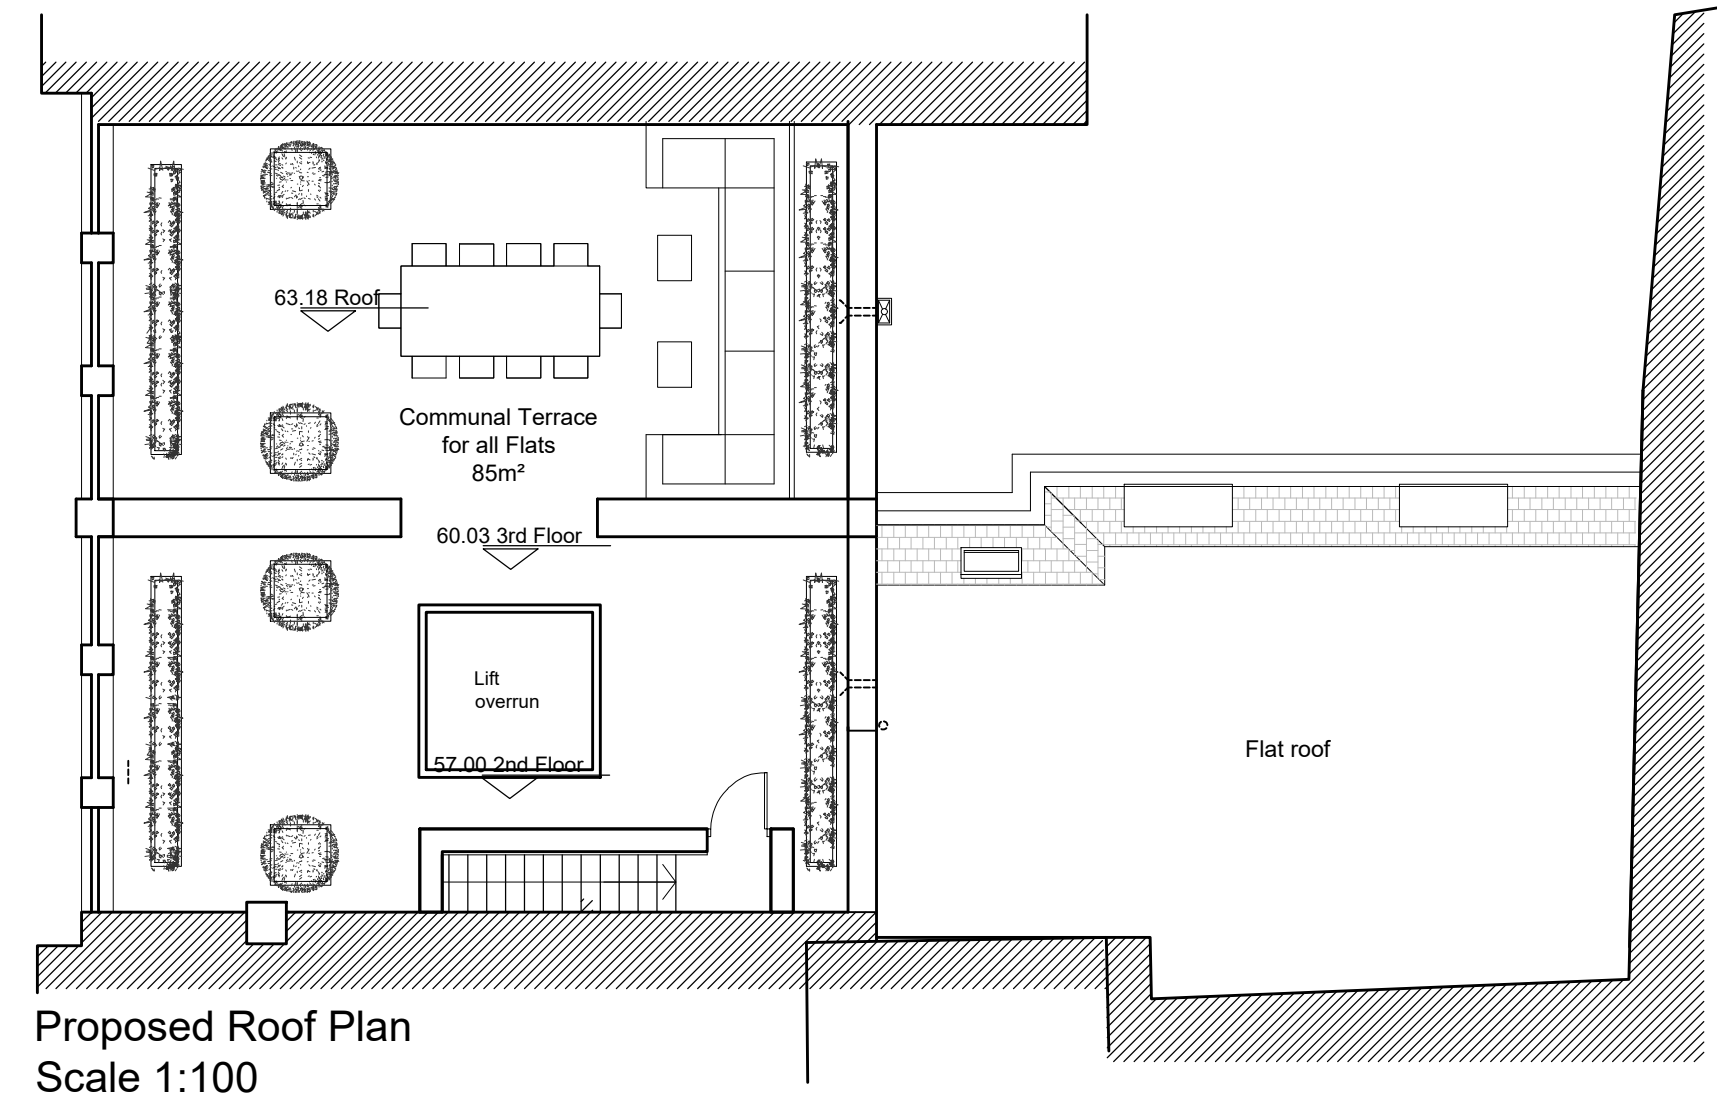 63.18 Roof
Communal Terrace
for all Flats
85m²
60.03 3rd Floor
Lift
overrun
57.00 2nd Floor
Flat roof
Proposed Roof Plan
Scale 1:100